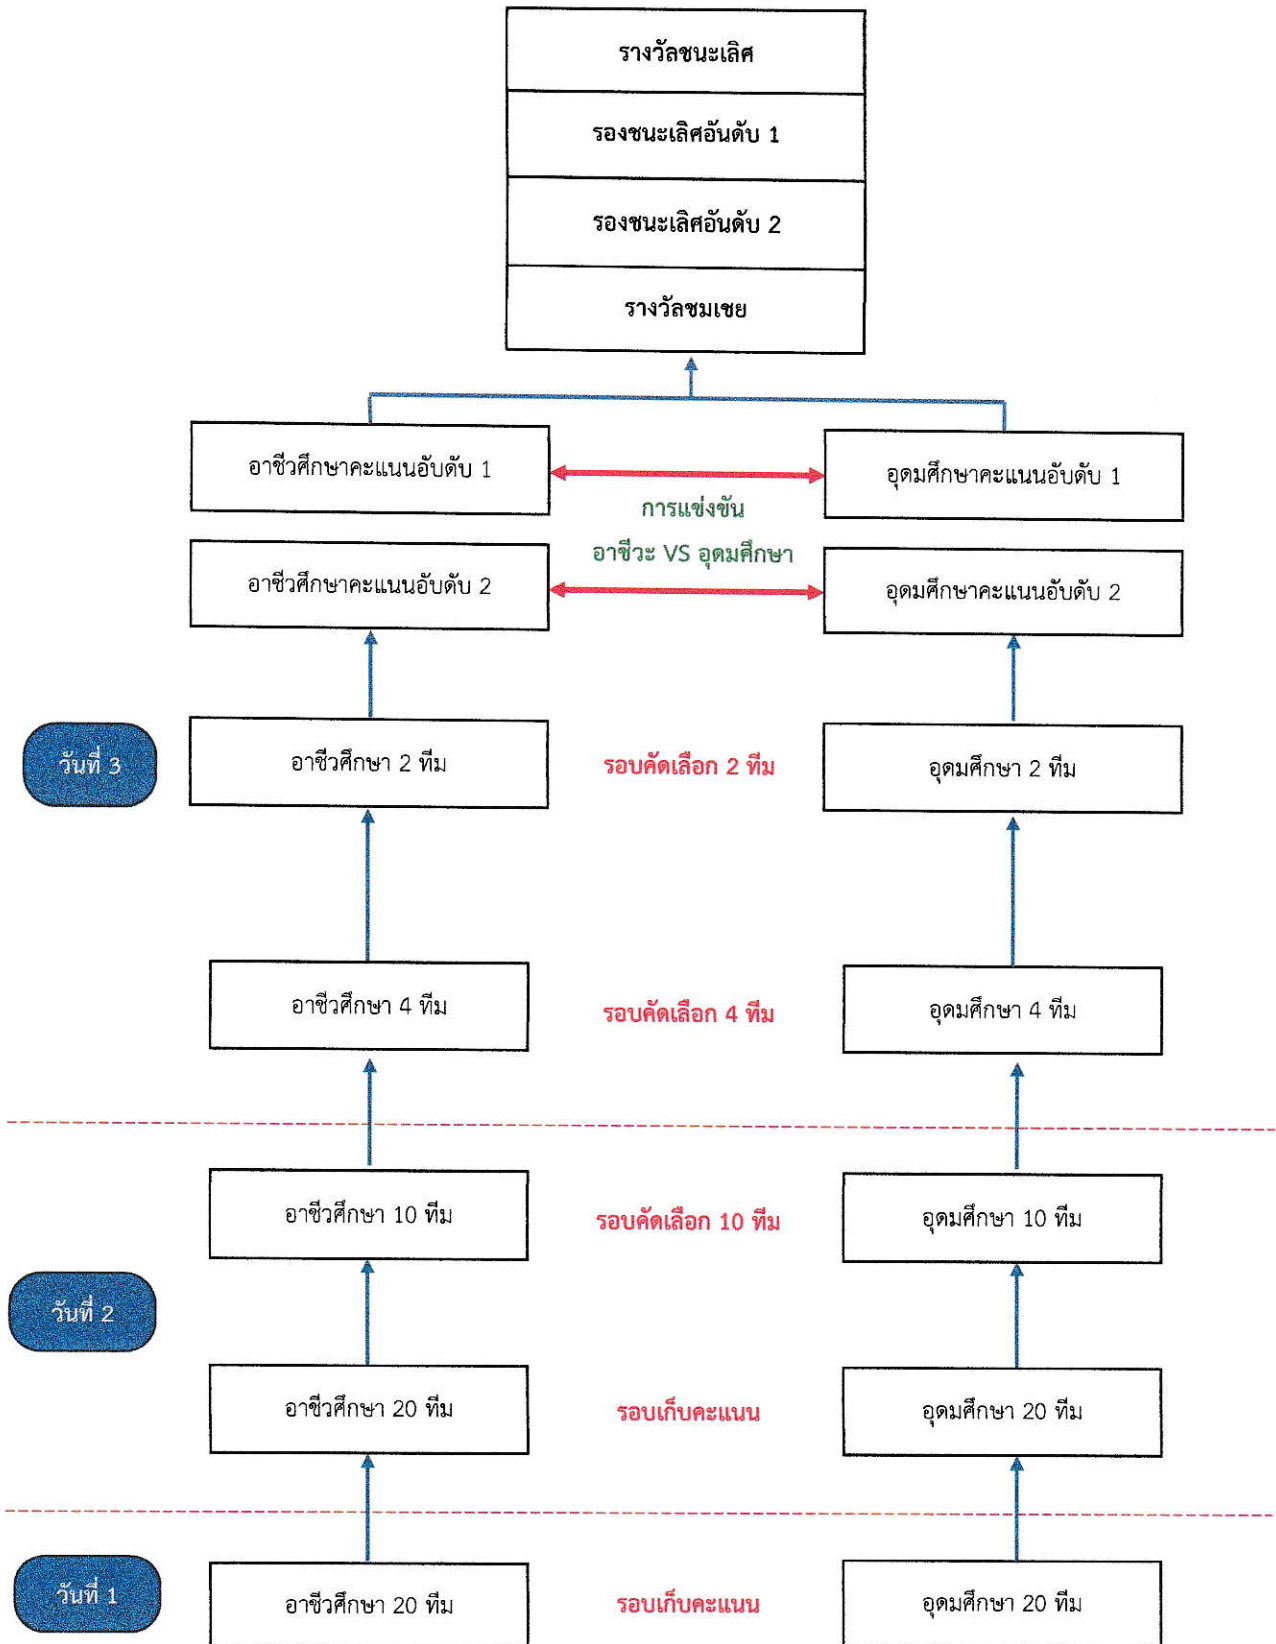 รางวัลชนะเลิศ
รองชนะเลิศอันดับ 1
รองชนะเลิศอันดับ 2
รางวัลชมเชย
อาชีวศึกษาคะแนนอับดับ 1
อุดมศึกษาคะแนนอับดับ 1
การแข่งขัน
อาชีวะ VS อุดมศึกษา
อาชีวศึกษาคะแนนอับดับ 2
อุดมศึกษาคะแนนอับดับ 2
วันที่ 3
อาชีวศึกษา 2 ทีม
รอบคัดเลือก 2 ทีม
อุดมศึกษา 2 ทีม
อาชีวศึกษา 4 ทีม
รอบคัดเลือก 4 ทีม
อุดมศึกษา 4 ทีม
อาชีวศึกษา 10 ทีม
รอบคัดเลือก 10 ทีม
อุดมศึกษา 10 ทีม
วันที่ 2
อาชีวศึกษา 20 ทีม
รอบเก็บคะแนน
อุดมศึกษา 20 ทีม
วันที่ 1
อาชีวศึกษา 20 ทีม
รอบเก็บคะแนน
อุดมศึกษา 20 ทีม